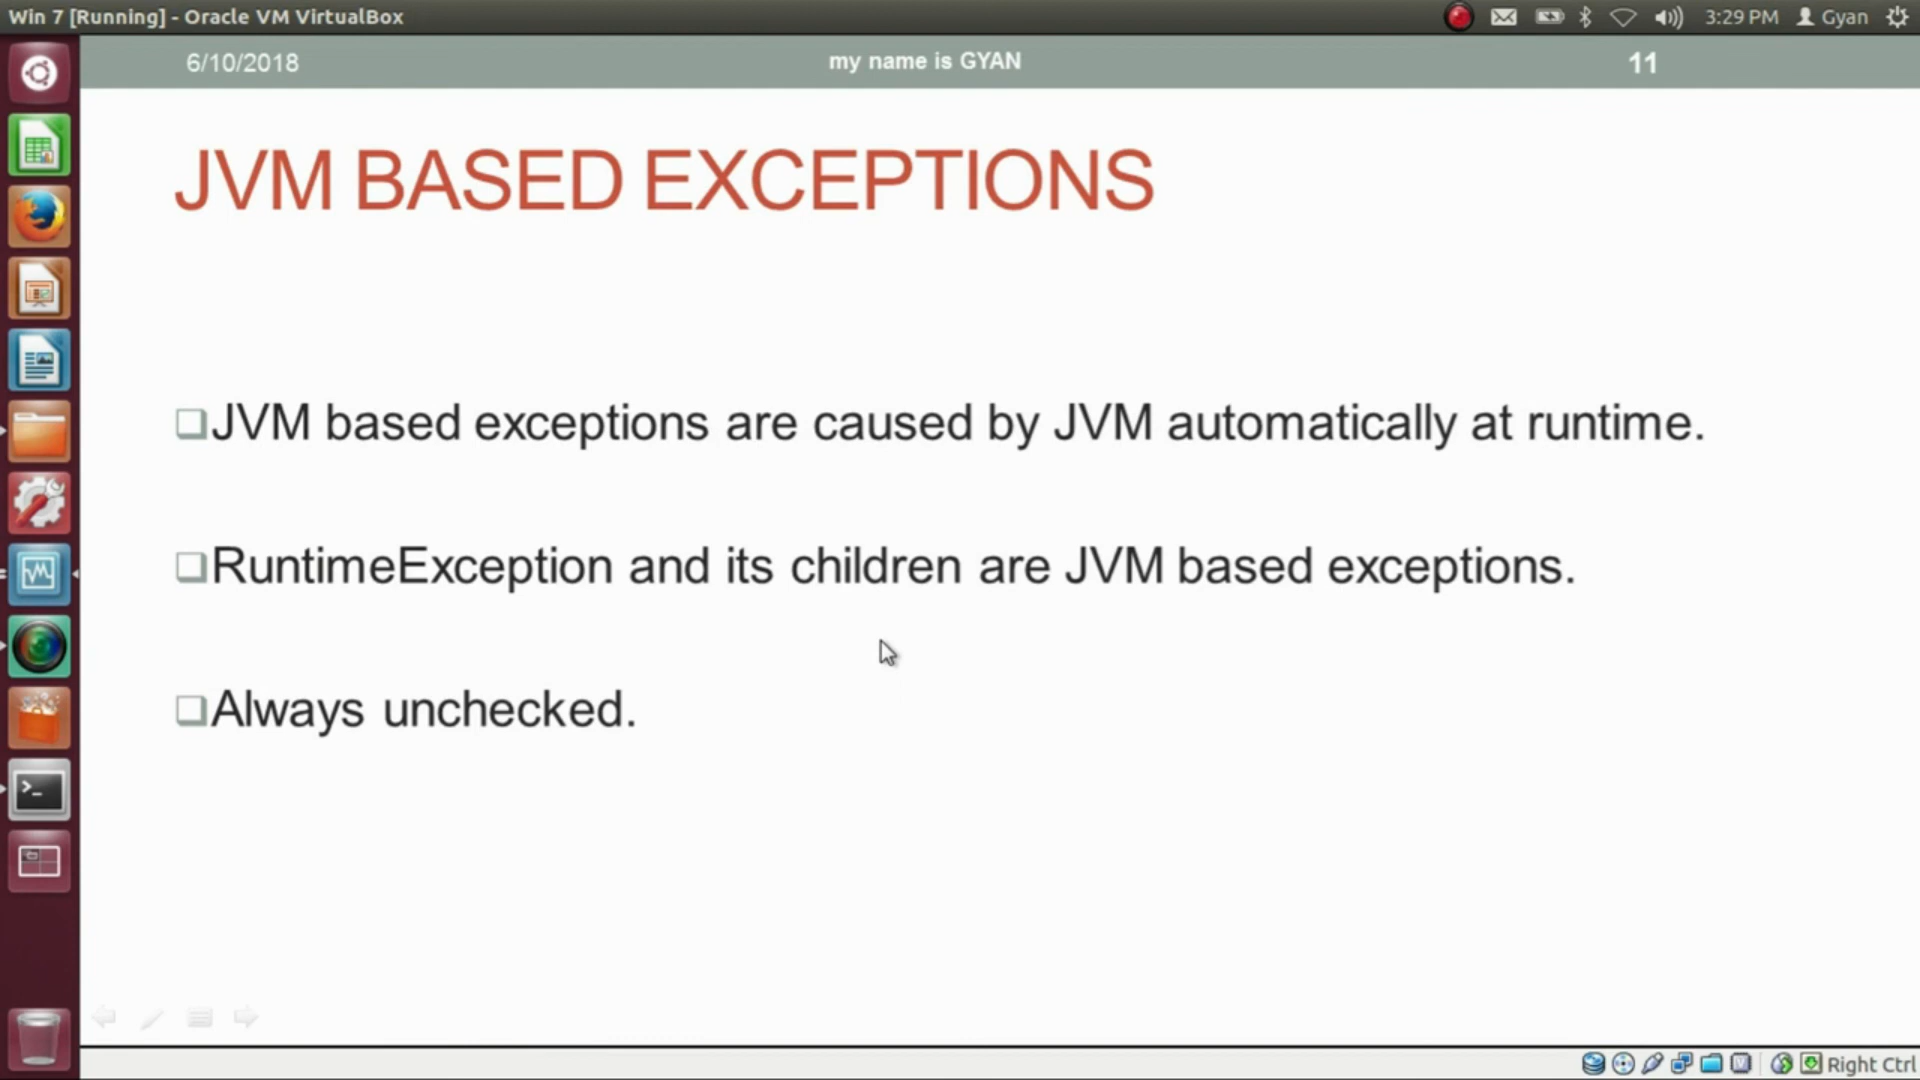 Win 7 [Running] - Oracle VM VirtualBox
3:29 PM Gyan
6/10/2018
my name is GYAN
11
JVM BASED EXCEPTIONS
JVM based exceptions are caused by JVM automatically at runtime.
RuntimeException and its children are JVM based exceptions.
Always unchecked.
Right Ctrl